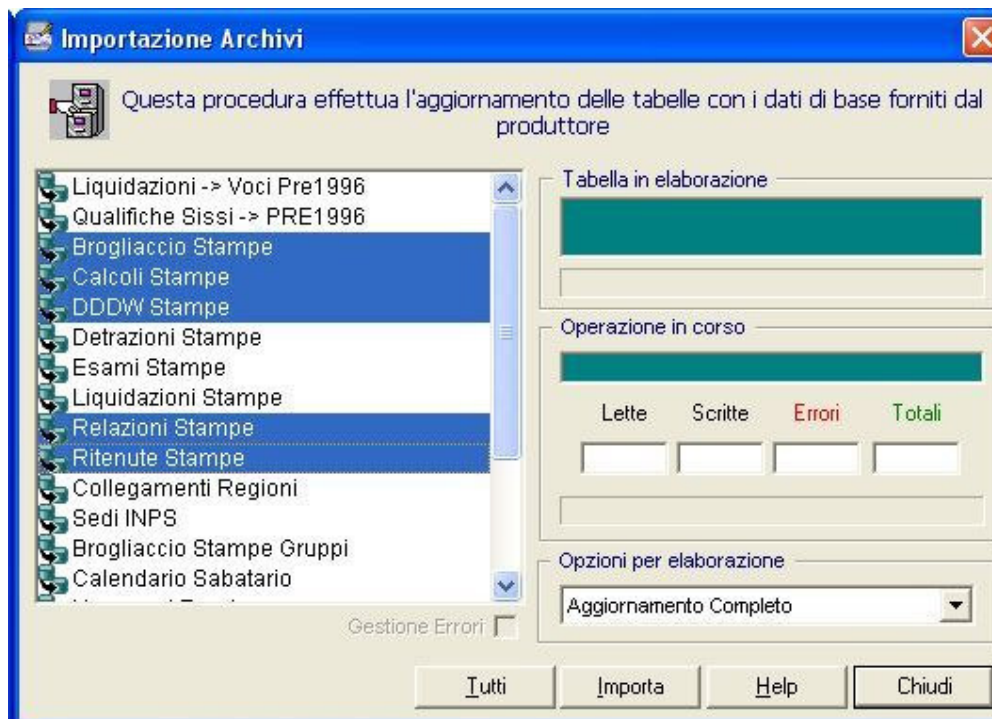 Importazione Archivi
Questa procedura effettua l'aggiornamento delle tabelle con i dati di base forniti dal
produttore
Liquidazioni -> Voci Pre1996
Qualifiche Sissi -> PRE1996
Brogliaccio Stampe
Calcoli Stampe
DDDW Stampe
Detrazioni Stampe
Esami Stampe
Liquidazioni Stampe
Relazioni Stampe
Ritenute Stampe
Collegamenti Regioni
Sedi INPS
Brogliaccio Stampe Gruppi
Calendario Sabatario
Gestione Errori
Tabella in elaborazione
Operazione in corso
Lette Scritte Errori Totali
Opzioni per elaborazione
Aggiornamento Completo
Tutti Importa Help Chiudi